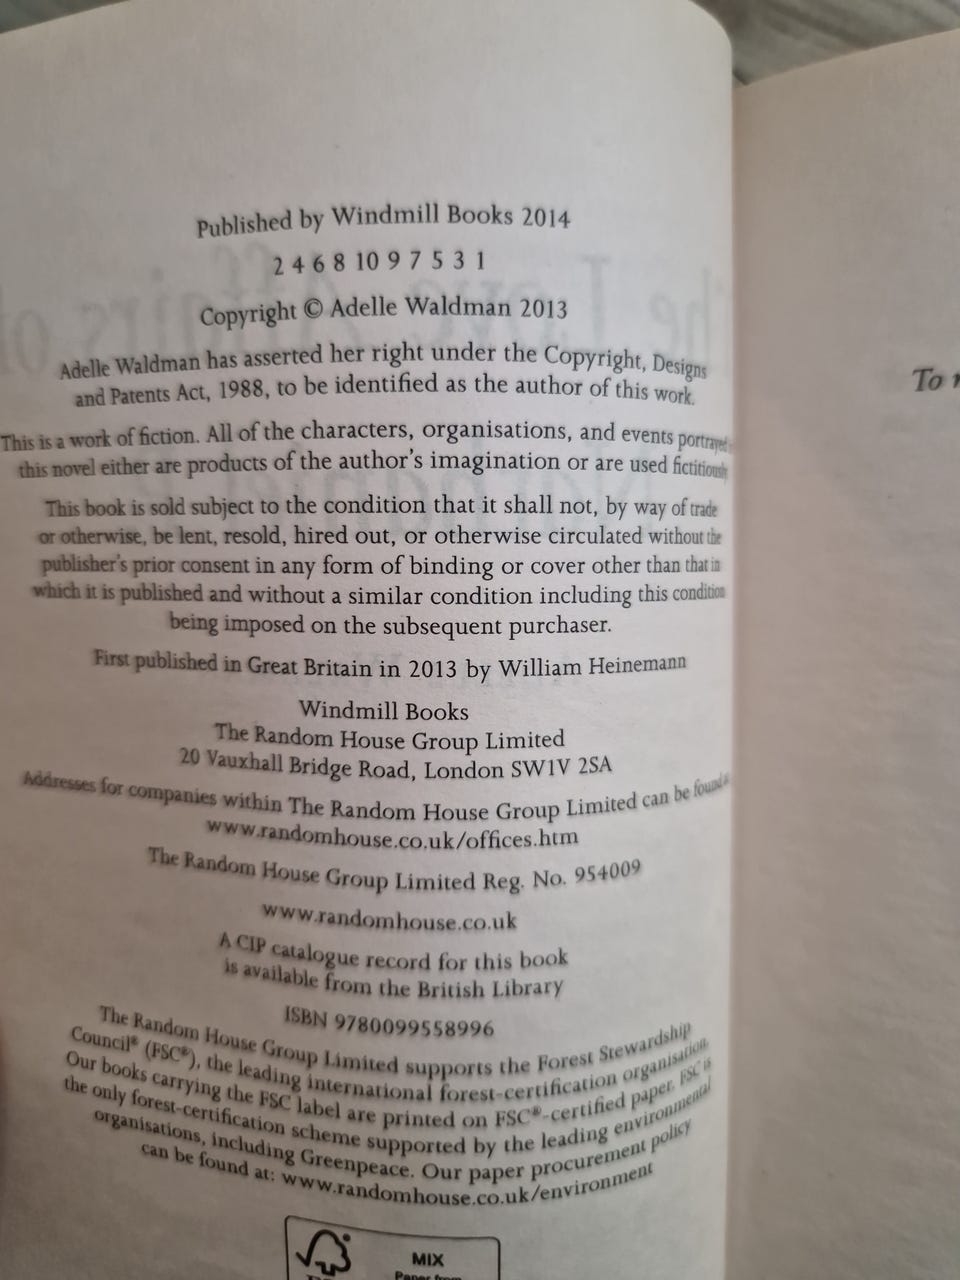 Published by Windmill Books 2014
2 4 6 8 10 9 7 5 3 1
Copyright © Adelle Waldman 2013
Adelle Waldman has asserted her right under the Copyright, Designs
and Patents Act, 1988, to be identified as the author of this work.
This is a work of fiction. All of the characters, organisations, and events portrayed
this novel either are products of the author's imagination or are used fictitiously
This book is sold subject to the condition that it shall not, by way of trade
or otherwise, be lent, resold, hired out, or otherwise circulated without the
publisher's prior consent in any form of binding or cover other than that in
which it is published and without a similar condition including this condition
being imposed on the subsequent purchaser.
First published in Great Britain in 2013 by William Heinemann
Windmill Books
The Random House Group Limited
20 Vauxhall Bridge Road, London SW1V 2SA
Addresses for companies within The Random House Group Limited can be found
www.randomhouse.co.uk/offices.htm
The Random House Group Limited Reg. No. 954009
www.randomhouse.co.uk
A CIP catalogue record for this book
is available from the British Library
ISBN 9780099558996
The Random House Group Limited supports the Forest Stewardship
Council® (FSC®), the leading international forest-certification organisation.
Our books carrying the FSC label are printed on FSC®-certified paper. FSC is
the only forest-certification scheme supported by the leading environmental
organisations, including Greenpeace. Our paper procurement policy
can be found at: www.randomhouse.co.uk/environment
MIX
Paper from
To